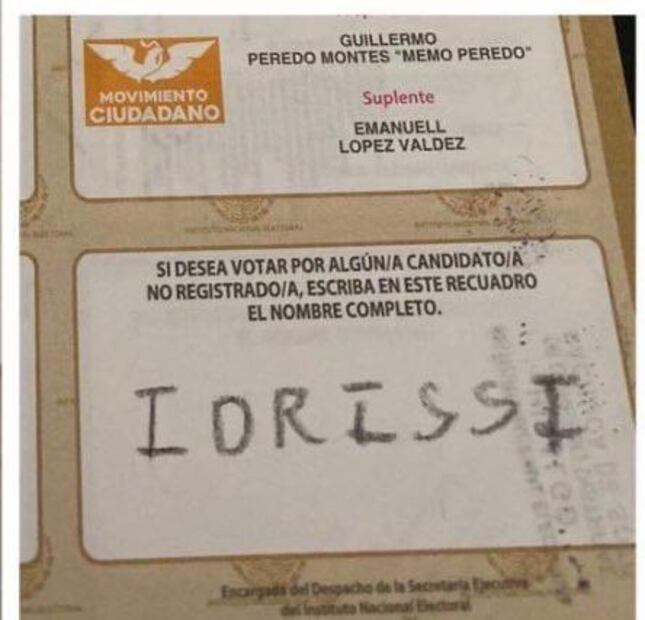 GUILLERMO
PEREDO MONTES "MEMO PEREDO"
MOVIMIENTO
CIUDADANO
Suplente
EMANUELL
LOPEZ VALDEZ
SI DESEA VOTAR POR ALGÚN/A CANDIDATO/A
NO REGISTRADO/A, ESCRIBA EN ESTE RECUADRO
EL NOMBRE COMPLETO.
IDRISSI
Encargada del Despacho de la Secretaría Ejecutiva
del Instituto Nacional Electoral